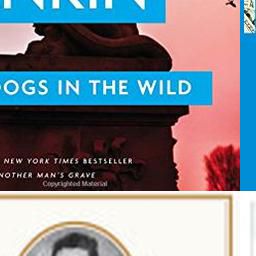 DOGS IN THE WILD
NEW YORK TIMES BESTSELLER
NOTHER MAN'S GRAVE
Copyrighted Material